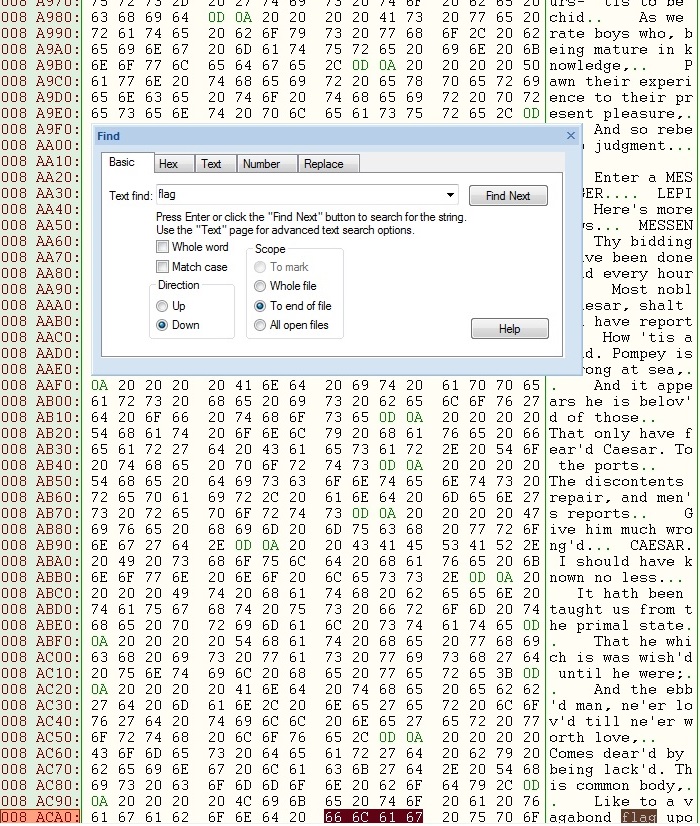 008 A970: 75 72 73 2D 20 27 74 69 73 20 74 6F 20 62 65 20 urs- 'tis to be
008 A980: 63 68 69 64 0D 0A 20 20 20 20 41 73 20 77 65 20 chid.. As we
008 A990: 72 61 74 65 20 62 6F 79 73 20 77 68 6F 2C 20 62 rate boys who, b
008 A9A0: 65 69 6E 67 20 6D 61 74 75 72 65 20 69 6E 20 6B eing mature in k
008 A9B0: 6E 6F 77 6C 65 64 67 65 2C 0D 0A 20 20 20 20 50 nowledge,.. P
008 A9C0: 61 77 6E 20 74 68 65 69 72 20 65 78 70 65 72 69 awn their experi
008 A9D0: 65 6E 63 65 20 74 6F 20 74 68 65 69 72 20 70 72 ence to their pr
008 A9E0: 65 73 65 6E 74 20 70 6C 65 61 73 75 72 65 2C 0D esent pleasure,.
008 A9F0: And so rebe
008 AA00: judgment...
008 AA10:
008 AA20: Enter a MES
008 AA30: ER.... LEPI
008 AA40: Here's more
008 AA50: s... MESSEN
008 AA60: Thy bidding
008 AA70: ve been done
008 AA80: d every hour
008 AA90: Most nobl
008 AAA0: esar, shalt
008 AAB0: have report
008 AAC0: How 'tis a
008 AAD0: d. Pompey is
008 AAE0: rong at sea,.
Find
Basic Hex Text Number Replace
Text find: flag Find Next
Press Enter or click the "Find Next" button to search for the string.
Use the "Text" page for advanced text search options.
Whole word
Match case
Direction
Up
Down
Scope
To mark
Whole file
To end of file
All open files
Help
008 AAF0: 0A 20 20 20 20 41 6E 64 20 69 74 20 61 70 70 65 . And it appe
008 AB00: 61 72 73 20 68 65 20 69 73 20 62 65 6C 6F 76 27 ars he is belov'
008 AB10: 64 20 6F 66 20 74 68 6F 73 65 0D 0A 20 20 20 20 d of those..
008 AB20: 54 68 61 74 20 6F 6E 6C 79 20 68 61 76 65 20 66 That only have f
008 AB30: 65 61 72 27 64 20 43 61 65 73 61 72 2E 20 54 6F ear'd Caesar. To
008 AB40: 20 74 68 65 20 70 6F 72 74 73 0D 0A 20 20 20 20 the ports..
008 AB50: 54 68 65 20 64 69 73 63 6F 6E 74 65 6E 74 73 20 The discontents
008 AB60: 72 65 70 61 69 72 2C 20 61 6E 64 20 6D 65 6E 27 repair, and men'
008 AB70: 73 20 72 65 70 6F 72 74 73 0D 0A 20 20 20 20 47 s reports.. G
008 AB80: 69 76 65 20 68 69 6D 20 6D 75 63 68 20 77 72 6F ive him much wro
008 AB90: 6E 67 27 64 2E 0D 0A 20 20 43 41 45 53 41 52 2E ng'd... CAESAR.
008 ABA0: 20 49 20 73 68 6F 75 6C 64 20 68 61 76 65 20 6B I should have k
008 ABB0: 6E 6F 77 6E 20 6E 6F 20 6C 65 73 73 2E 0D 0A 20 nown no less...
008 ABC0: 20 20 20 49 74 20 68 61 74 68 20 62 65 65 6E 20 It hath been
008 ABD0: 74 61 75 67 68 74 20 75 73 20 66 72 6F 6D 20 74 taught us from t
008 ABE0: 68 65 20 70 72 69 6D 61 6C 20 73 74 61 74 65 0D he primal state.
008 ABF0: 0A 20 20 20 20 54 68 61 74 20 68 65 20 77 68 69 . That he whi
008 AC00: 63 68 20 69 73 20 77 61 73 20 77 69 73 68 27 64 ch is was wish'd
008 AC10: 20 75 6E 74 69 6C 20 68 65 20 77 65 72 65 3B 0D until he were;.
008 AC20: 0A 20 20 20 20 41 6E 64 20 74 68 65 20 65 62 62 . And the ebb
008 AC30: 27 64 20 6D 61 6E 2C 20 6E 65 27 65 72 20 6C 6F 'd man, ne'er lo
008 AC40: 76 27 64 20 74 69 6C 6C 20 6E 65 27 65 72 20 77 v'd till ne'er w
008 AC50: 6F 72 74 68 20 6C 6F 76 65 2C 0D 0A 20 20 20 20 orth love,..
008 AC60: 43 6F 6D 65 73 20 64 65 61 72 27 64 20 62 79 20 Comes dear'd by
008 AC70: 62 65 69 6E 67 20 6C 61 63 6B 27 64 2E 20 54 68 being lack'd. Th
008 AC80: 69 73 20 63 6F 6D 6D 6F 6E 20 62 6F 64 79 2C 0D is common body,.
008 AC90: 0A 20 20 20 20 4C 69 6B 65 20 74 6F 20 61 20 76 . Like to a v
008 ACA0: 61 67 61 62 6F 6E 64 20 66 6C 61 67 20 75 70 6F agabond flag upo